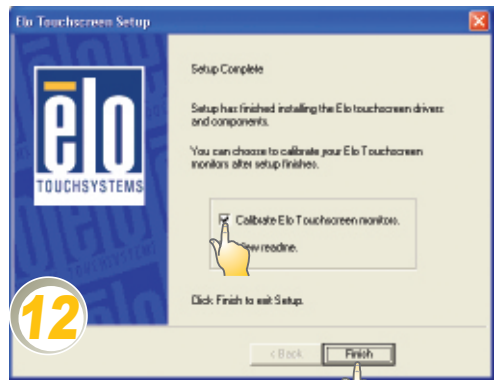 Elo Touchscreen Setup
Setup Complete
Setup has finished installing the Elo touchscreen drivers
and components.
You can choose to calibrate your Elo Touchscreen
monitors after setup finishes.
elo
TOUCHSYSTEMS
Calibrate Elo Touchscreen monitors.
readme.
Click Finish to exit Setup.
12
< Back
Finish